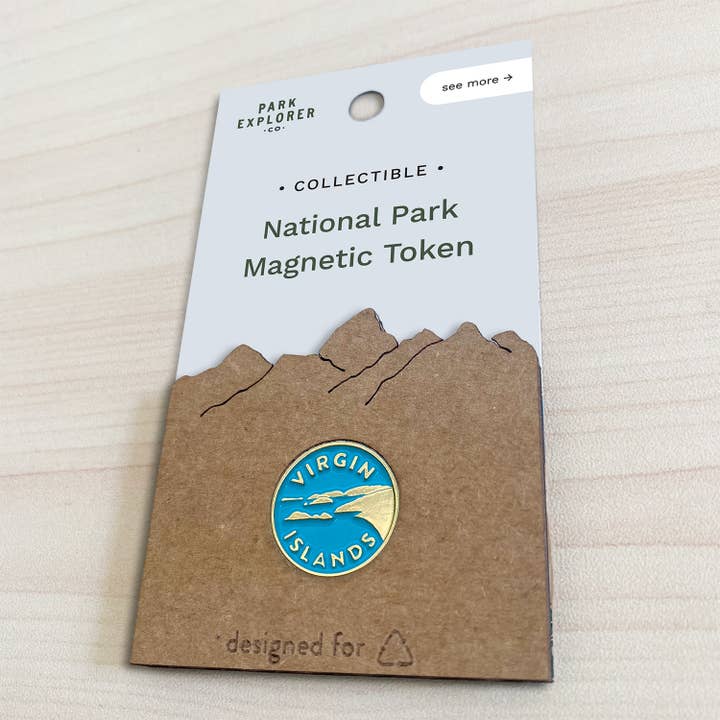 PARK
EXPLORER
·CO·
see more →
• COLLECTIBLE •
National Park
Magnetic Token
VIRGIN
ISLANDS
designed for